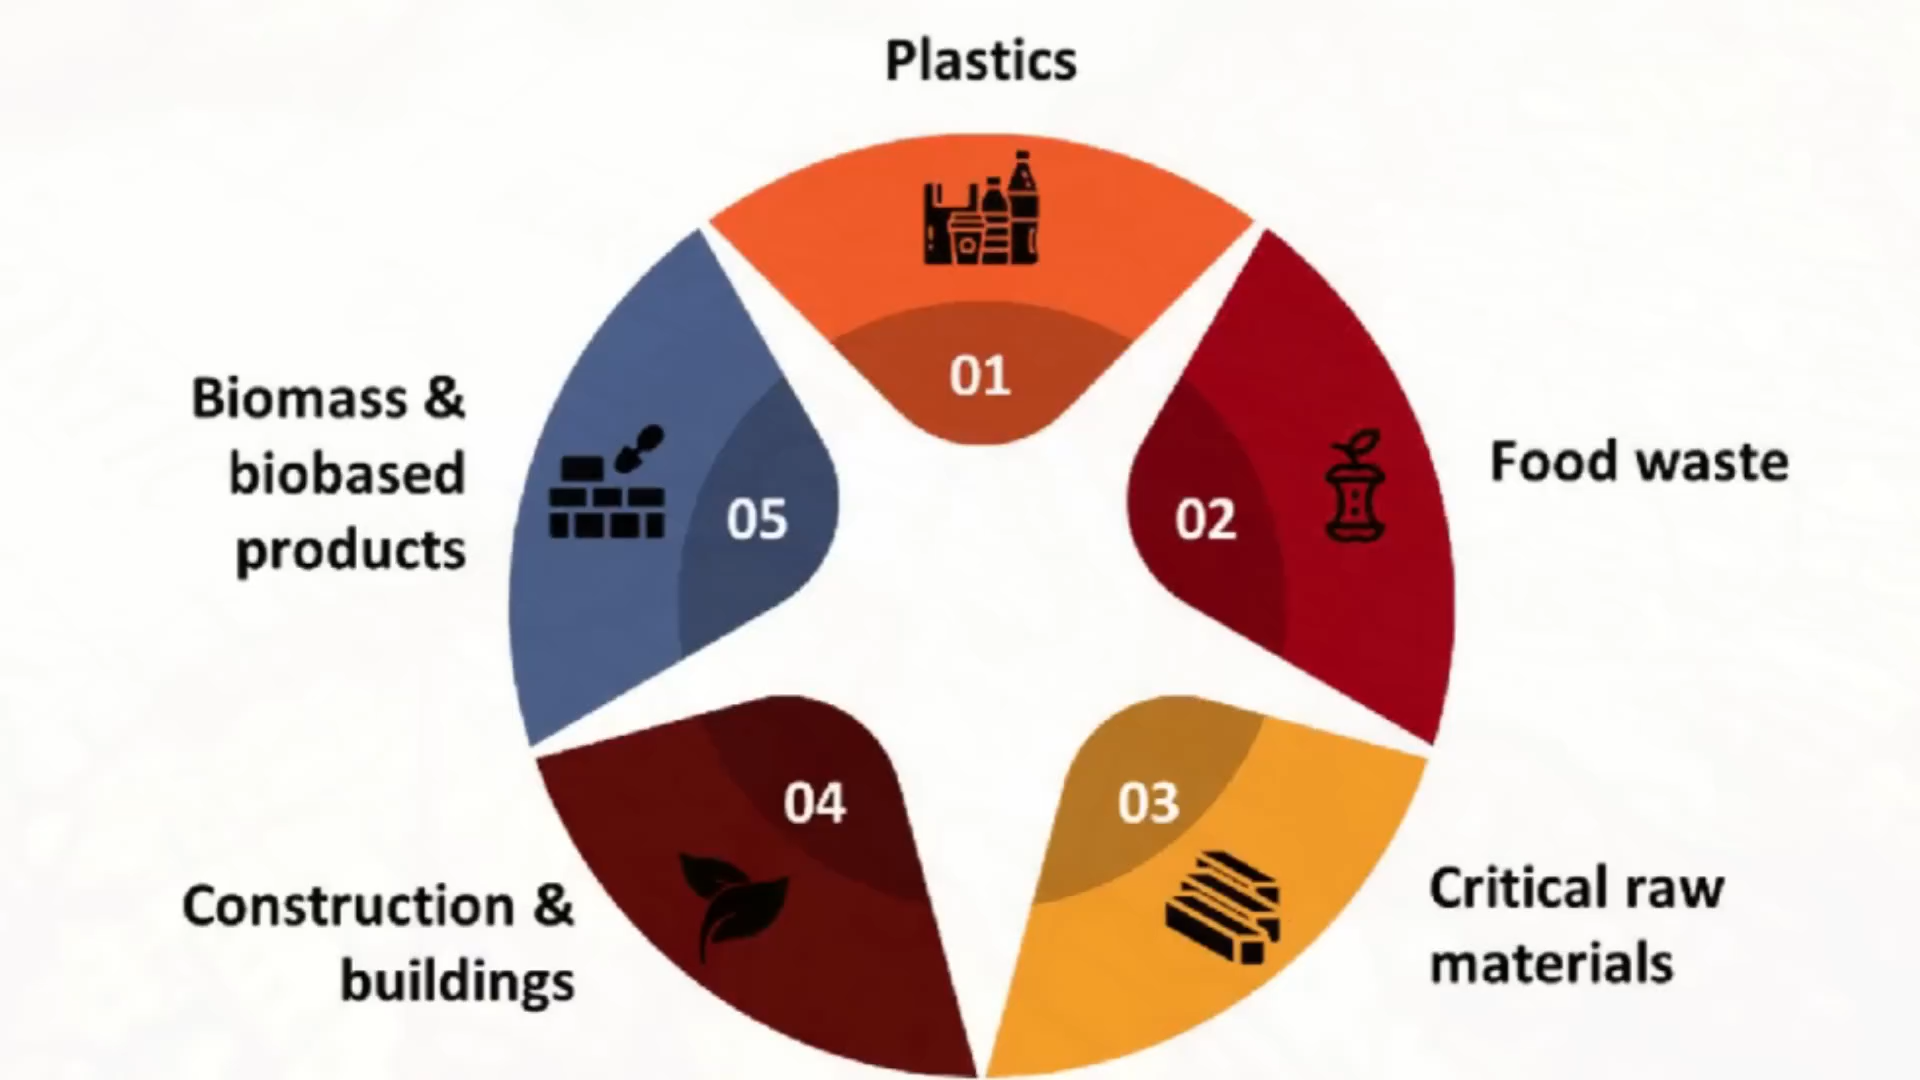 Plastics
01
Food waste
02
Critical raw
materials
03
Construction &
buildings
04
Biomass &
biobased
products
05